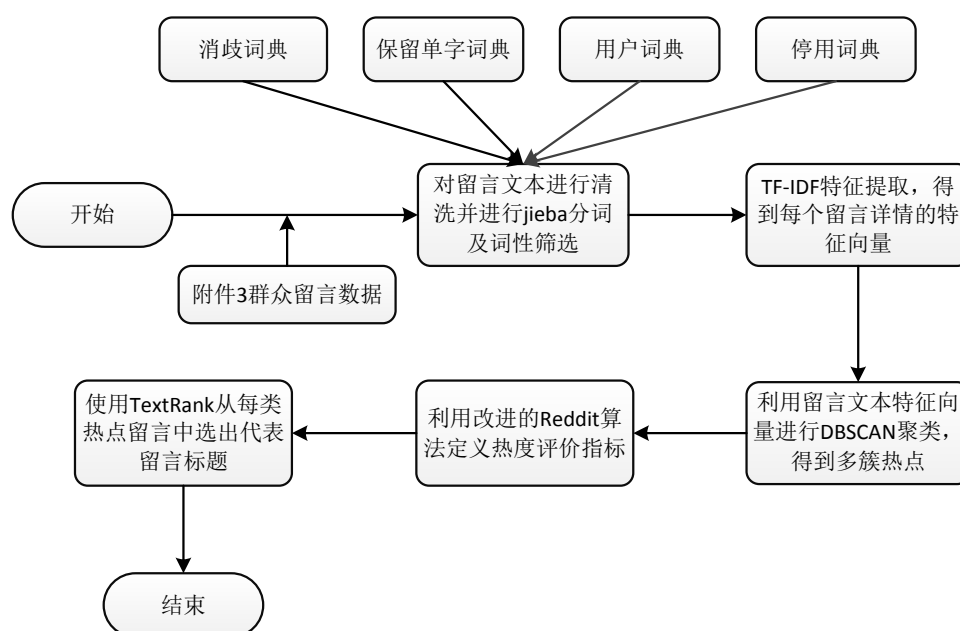 消歧词典
保留单字词典
用户词典
停用词典
开始
对留言文本进行清
洗并进行jieba分词
及词性筛选
TF-IDF特征提取，得
到每个留言详情的特
征向量
附件3群众留言数据
使用TextRank从每类
热点留言中选出代表
留言标题
利用改进的Reddit算
法定义热度评价指标
利用留言文本特征向
量进行DBSCAN聚类，
得到多簇热点
结束